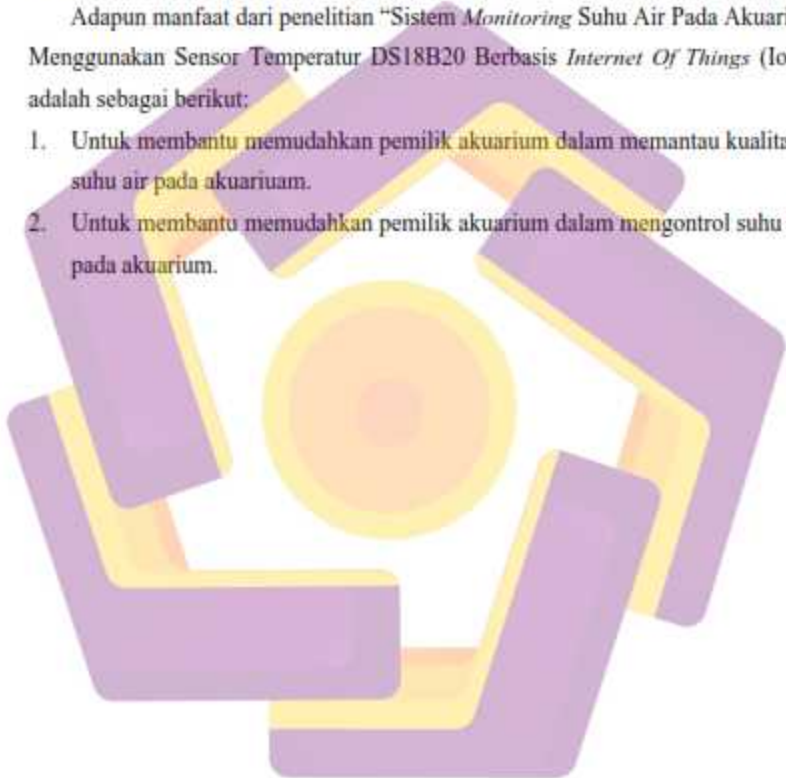 Adapun manfaat dari penelitian “Sistem Monitoring Suhu Air Pada Akuari
Menggunakan Sensor Temperatur DS18B20 Berbasis Internet Of Things (Io
adalah sebagai berikut:
1. Untuk membantu memudahkan pemilik akuarium dalam memantau kualita
suhu air pada akuariuam.
2. Untuk membantu memudahkan pemilik akuarium dalam mengontrol suhu
pada akuarium.